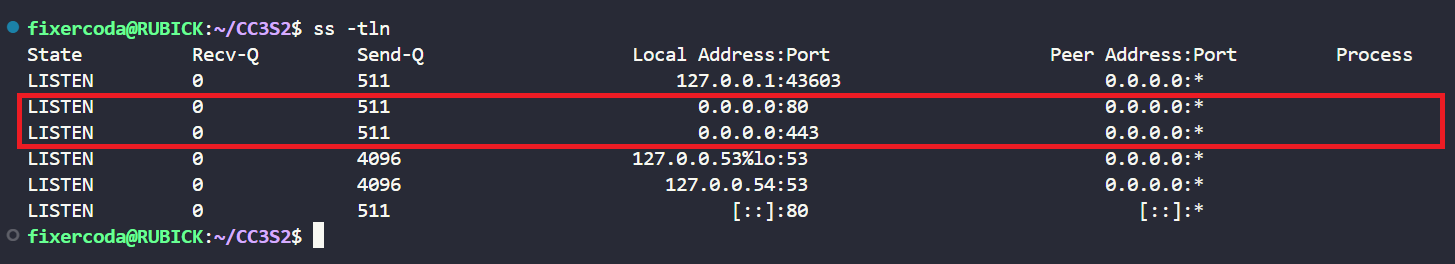 fixercoda@RUBICK:~/CC3S2$ ss -tln
State Recv-Q Send-Q Local Address:Port Peer Address:Port Process
LISTEN 0 511 127.0.0.1:43603 0.0.0.0:*
LISTEN 0 511 0.0.0.0:80 0.0.0.0:*
LISTEN 0 511 0.0.0.0:443 0.0.0.0:*
LISTEN 0 4096 127.0.0.53%lo:53 0.0.0.0:*
LISTEN 0 4096 127.0.0.54:53 0.0.0.0:*
LISTEN 0 511 [::]:80 [::]:*
fixercoda@RUBICK:~/CC3S2$